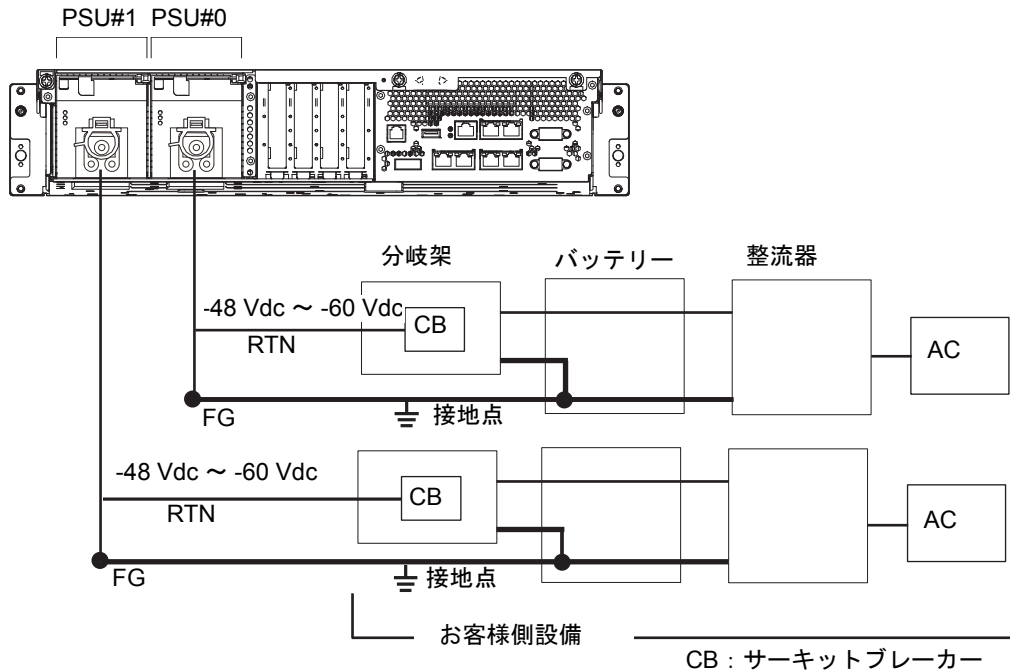 PSU#1 PSU#0
分岐架
バッテリー
整流器
-48 Vdc ～ -60 Vdc
CB
RTN
AC
FG
接地点
-48 Vdc ～ -60 Vdc
CB
RTN
AC
FG
接地点
お客様側設備
CB：サーキットブレーカー